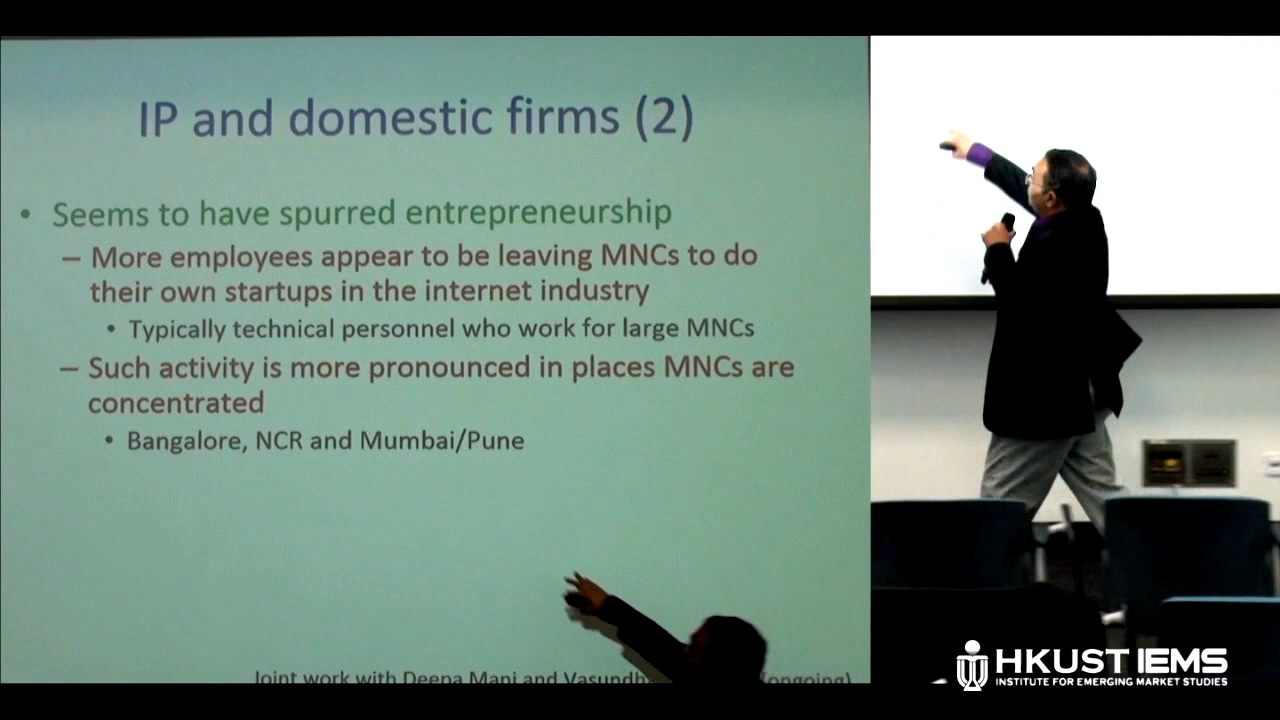 IP and domestic firms (2)
• Seems to have spurred entrepreneurship
– More employees appear to be leaving MNCs to do
their own startups in the internet industry
• Typically technical personnel who work for large MNCs
– Such activity is more pronounced in places MNCs are
concentrated
• Bangalore, NCR and Mumbai/Pune
Joint work with Deepa Mani and (ongoing)
HKUST IEMS
INSTITUTE FOR EMERGING MARKET STUDIES